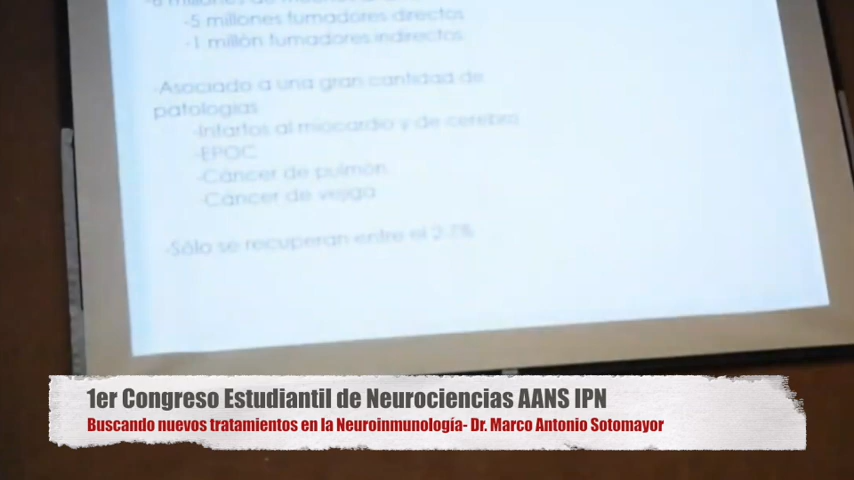 -5 millones fumadores directos
-1 millón fumadores indirectos
-Asociado a una gran cantidad de
patologías
-Infartos al miocardio y de cerebro
-EPOC
-Cáncer de pulmón
-Cáncer de vejiga
-Sólo se recuperan entre el
1er Congreso Estudiantil de Neurociencias AANS IPN
Buscando nuevos tratamientos en la Neuroinmunología- Dr. Marco Antonio Sotomayor